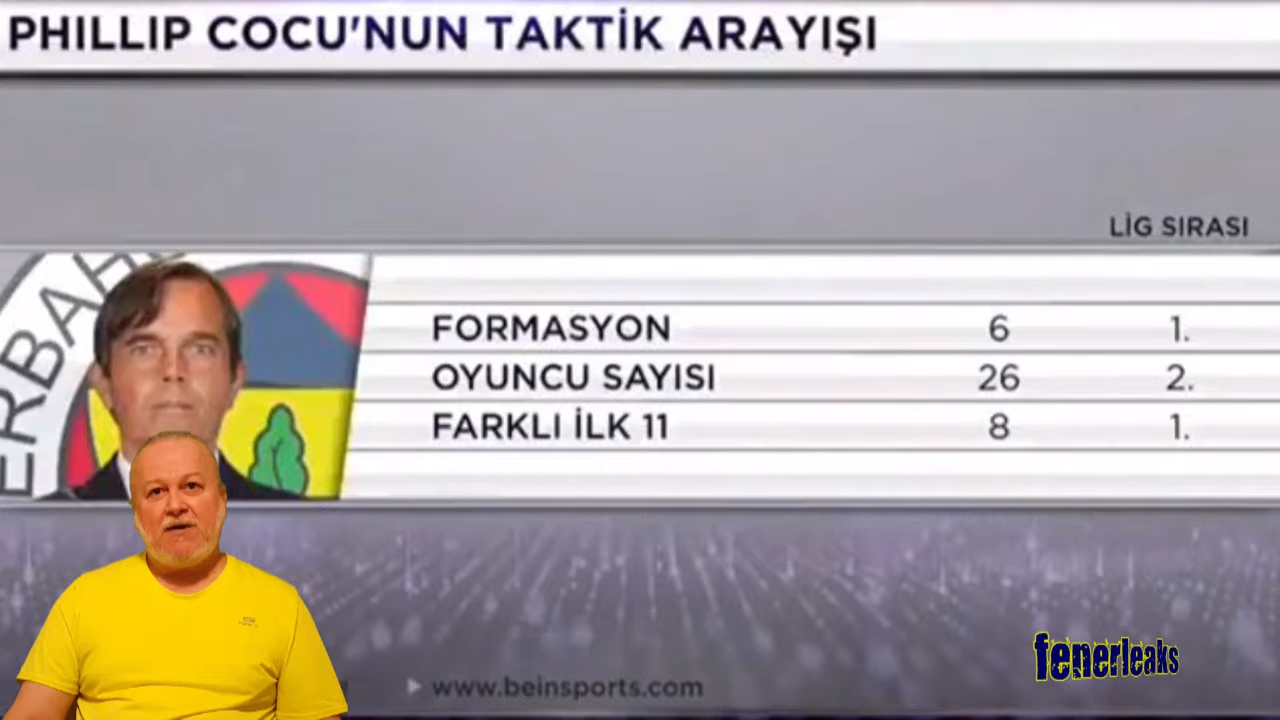 PHILLIP COCU'NUN TAKTİK ARAYIŞI
LİG SIRASI
FORMASYON 6 1.
OYUNCU SAYISI 26 2.
FARKLI İLK 11 8 1.
ERBAH
www.beinsports.com
fenerleaks